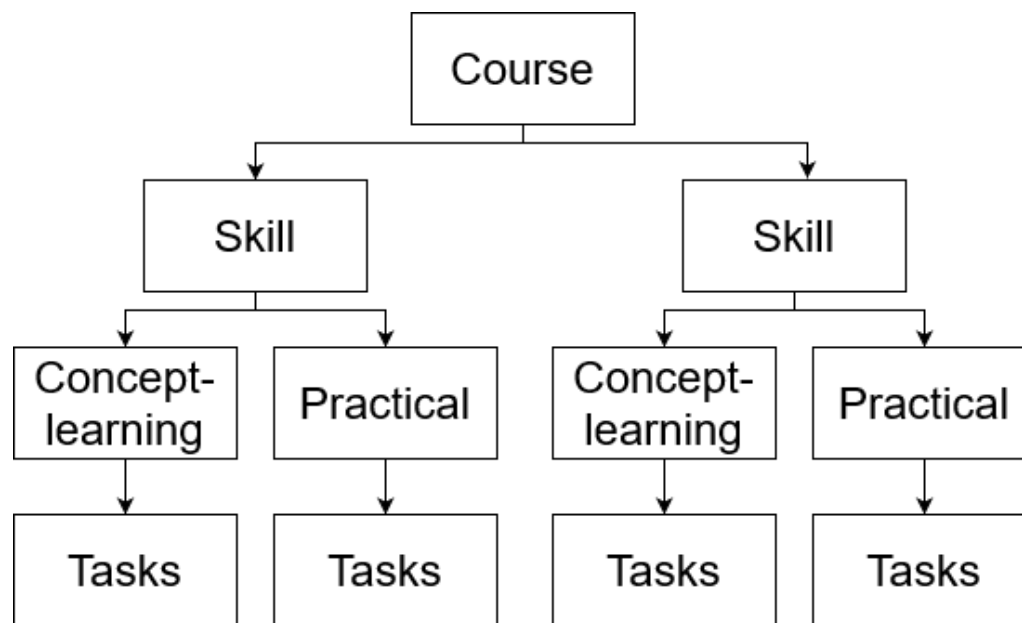 Course
Skill
Skill
Concept-
learning
Practical
Concept-
learning
Practical
Tasks
Tasks
Tasks
Tasks